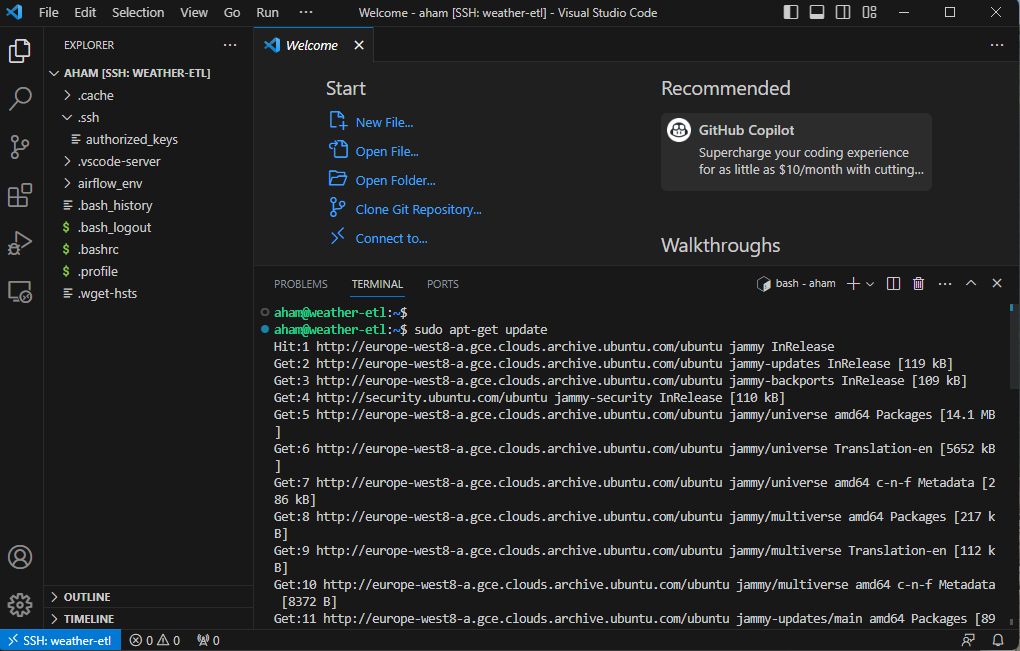 File Edit Selection View Go Run ··· Welcome - aham [SSH: weather-etl] - Visual Studio Code
EXPLORER ···
AHAM [SSH: WEATHER-ETL]
.cache
.ssh
authorized_keys
.vscode-server
airflow_env
.bash_history
$ .bash_logout
$ .bashrc
$ .profile
.wget-hsts
OUTLINE
TIMELINE
Welcome
Start
New File...
Open File...
Open Folder...
Clone Git Repository...
Connect to...
Recommended
GitHub Copilot
Supercharge your coding experience
for as little as $10/month with cutting...
Walkthroughs
PROBLEMS TERMINAL PORTS bash - aham
aham@weather-etl:~$
aham@weather-etl:~$ sudo apt-get update
Hit:1 http://europe-west8-a.gce.clouds.archive.ubuntu.com/ubuntu jammy InRelease
Get:2 http://europe-west8-a.gce.clouds.archive.ubuntu.com/ubuntu jammy-updates InRelease [119 kB]
Get:3 http://europe-west8-a.gce.clouds.archive.ubuntu.com/ubuntu jammy-backports InRelease [109 kB]
Get:4 http://security.ubuntu.com/ubuntu jammy-security InRelease [110 kB]
Get:5 http://europe-west8-a.gce.clouds.archive.ubuntu.com/ubuntu jammy/universe amd64 Packages [14.1 MB
]
Get:6 http://europe-west8-a.gce.clouds.archive.ubuntu.com/ubuntu jammy/universe Translation-en [5652 kB
]
Get:7 http://europe-west8-a.gce.clouds.archive.ubuntu.com/ubuntu jammy/universe amd64 c-n-f Metadata [2
86 kB]
Get:8 http://europe-west8-a.gce.clouds.archive.ubuntu.com/ubuntu jammy/multiverse amd64 Packages [217 k
B]
Get:9 http://europe-west8-a.gce.clouds.archive.ubuntu.com/ubuntu jammy/multiverse Translation-en [112 k
B]
Get:10 http://europe-west8-a.gce.clouds.archive.ubuntu.com/ubuntu jammy/multiverse amd64 c-n-f Metadata
[8372 B]
Get:11 http://europe-west8-a.gce.clouds.archive.ubuntu.com/ubuntu jammy-updates/main amd64 Packages [89
SSH: weather-etl 0 0 0